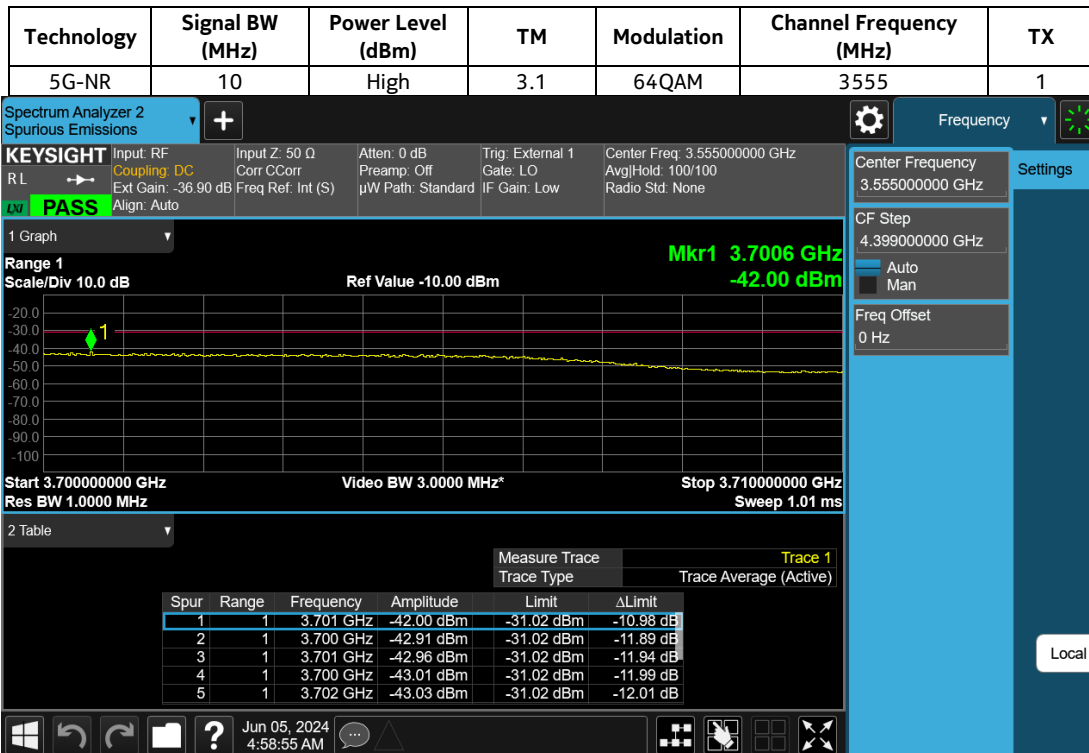 Technology Signal BW (MHz) Power Level (dBm) TM Modulation Channel Frequency (MHz) TX
5G-NR 10 High 3.1 64QAM 3555 1
Spectrum Analyzer 2
Spurious Emissions
+
Frequency
KEYSIGHT Input: RF Input Z: 50 Ω Atten: 0 dB Trig: External 1 Center Freq: 3.555000000 GHz
R L Coupling: DC Corr CCorr Preamp: Off Gate: LO Avg|Hold: 100/100
Ext Gain: -36.90 dB Freq Ref: Int (S) µW Path: Standard IF Gain: Low Radio Std: None
LXI PASS Align: Auto
Center Frequency
3.555000000 GHz
Settings
CF Step
4.399000000 GHz
Auto
Man
Freq Offset
0 Hz
1 Graph
Range 1
Mkr1 3.7006 GHz
Scale/Div 10.0 dB Ref Value -10.00 dBm -42.00 dBm
-20.0
-30.0
1
-40.0
-50.0
-60.0
-70.0
-80.0
-90.0
-100
Start 3.700000000 GHz Video BW 3.0000 MHz* Stop 3.710000000 GHz
Res BW 1.0000 MHz Sweep 1.01 ms
2 Table
Measure Trace Trace 1
Trace Type Trace Average (Active)
Spur Range Frequency Amplitude Limit ΔLimit
1 1 3.701 GHz -42.00 dBm -31.02 dBm -10.98 dB
2 1 3.700 GHz -42.91 dBm -31.02 dBm -11.89 dB
3 1 3.701 GHz -42.96 dBm -31.02 dBm -11.94 dB
4 1 3.700 GHz -43.01 dBm -31.02 dBm -11.99 dB
5 1 3.702 GHz -43.03 dBm -31.02 dBm -12.01 dB
Local
? Jun 05, 2024
4:58:55 AM